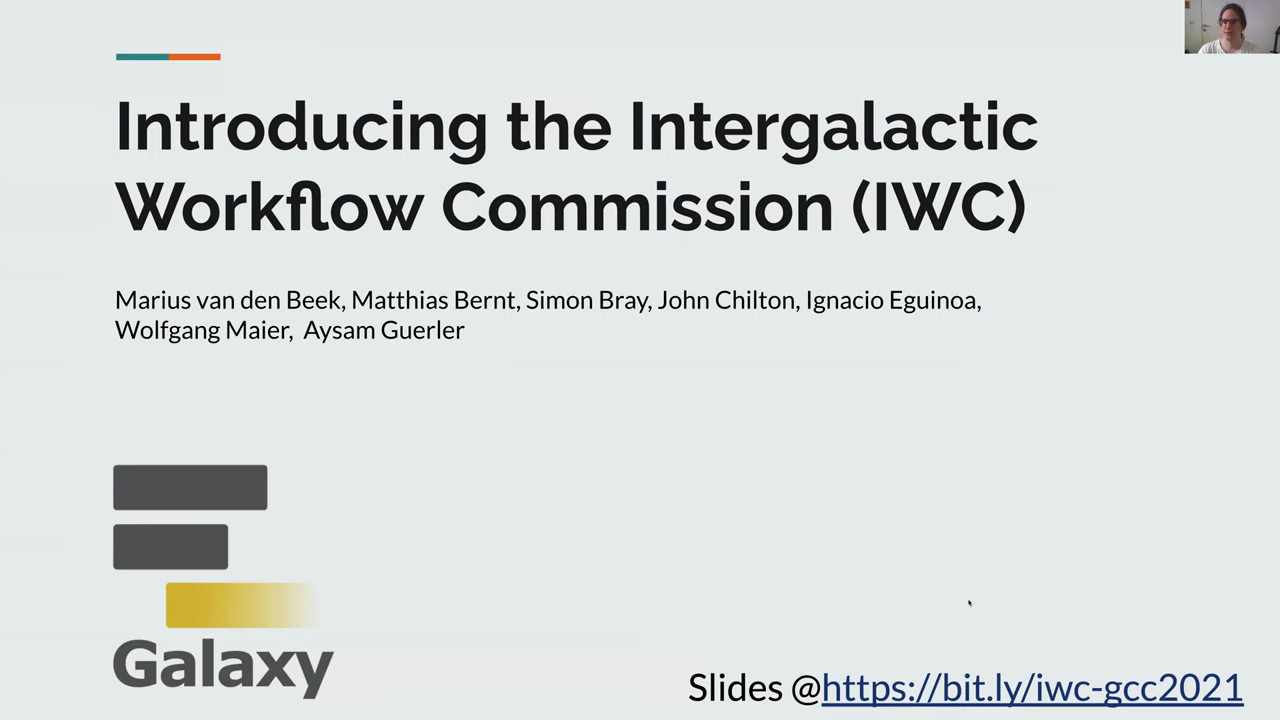 Introducing the Intergalactic
Workflow Commission (IWC)
Marius van den Beek, Matthias Bernt, Simon Bray, John Chilton, Ignacio Eguinoa,
Wolfgang Maier, Aysam Guerler
Galaxy
Slides @https://bit.ly/iwc-gcc2021